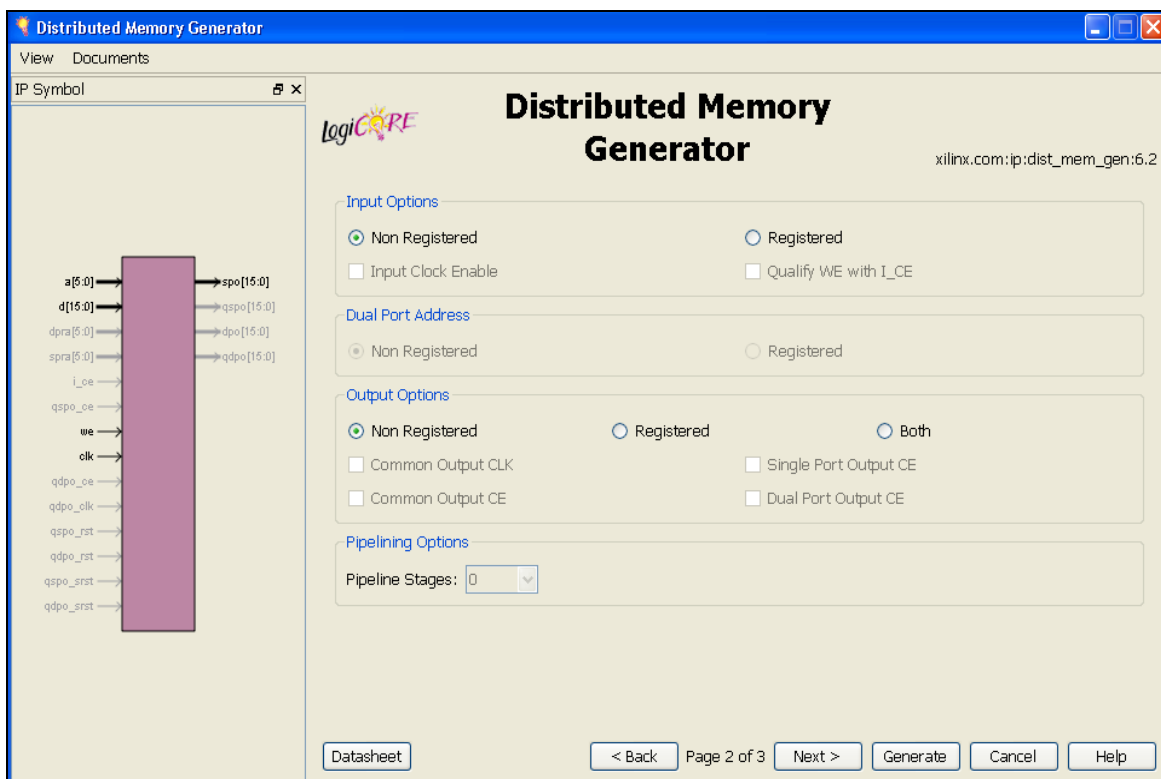 Distributed Memory Generator
View Documents
IP Symbol
LogiCORE
Distributed Memory
Generator
xilinx.com:ip:dist_mem_gen:6.2
a[5:0]
d[15:0]
dpra[5:0]
spra[5:0]
i_ce
qspo_ce
we
clk
qdpo_ce
qdpo_clk
qspo_rst
qdpo_rst
qspo_srst
qdpo_srst
spo[15:0]
qspo[15:0]
dpo[15:0]
qdpo[15:0]
Input Options
Non Registered Registered
Input Clock Enable Qualify WE with I_CE
Dual Port Address
Non Registered Registered
Output Options
Non Registered Registered Both
Common Output CLK Single Port Output CE
Common Output CE Dual Port Output CE
Pipelining Options
Pipeline Stages: 0
Datasheet < Back Page 2 of 3 Next > Generate Cancel Help